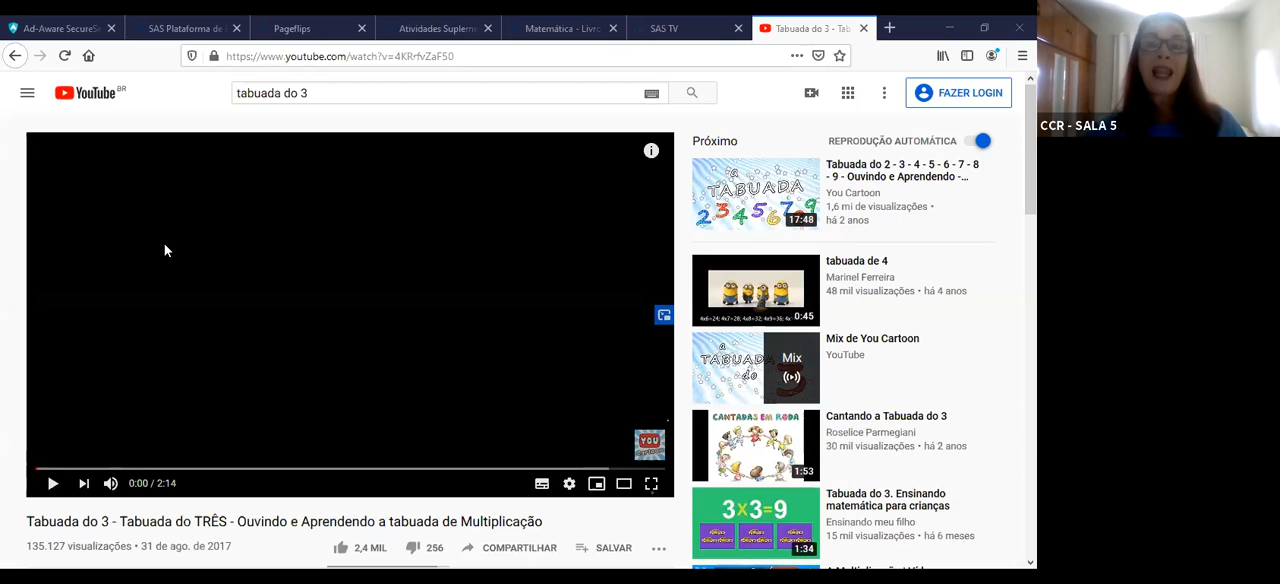 Ad-Aware SecureSe
SAS Plataforma de
Pageflips
Atividades Suplem
Matemática - Livro
SAS TV
Tabuada do 3 - Tab
https://www.youtube.com/watch?v=4KRrfvZaF50
YouTube BR
tabuada do 3
FAZER LOGIN
CCR - SALA 5
Próximo
REPRODUÇÃO AUTOMÁTICA
a
TABUADA
2 3 4 5 6 7 8 9
17:48
Tabuada do 2 - 3 - 4 - 5 - 6 - 7 - 8
- 9 - Ouvindo e Aprendendo -...
You Cartoon
1,6 mi de visualizações •
há 2 anos
0:45
tabuada de 4
Marinel Ferreira
48 mil visualizações • há 4 anos
a
TABUADA
do
Mix
Mix de You Cartoon
YouTube
CANTADAS EM RODA
1:53
Cantando a Tabuada do 3
Roselice Parmegiani
30 mil visualizações • há 2 anos
3x3=9
1:34
Tabuada do 3. Ensinando
matemática para crianças
Ensinando meu filho
15 mil visualizações • há 6 meses
YOU
Cartoon
0:00 / 2:14
Tabuada do 3 - Tabuada do TRÊS - Ouvindo e Aprendendo a tabuada de Multiplicação
135.127 visualizações • 31 de ago. de 2017
2,4 MIL
256
COMPARTILHAR
SALVAR